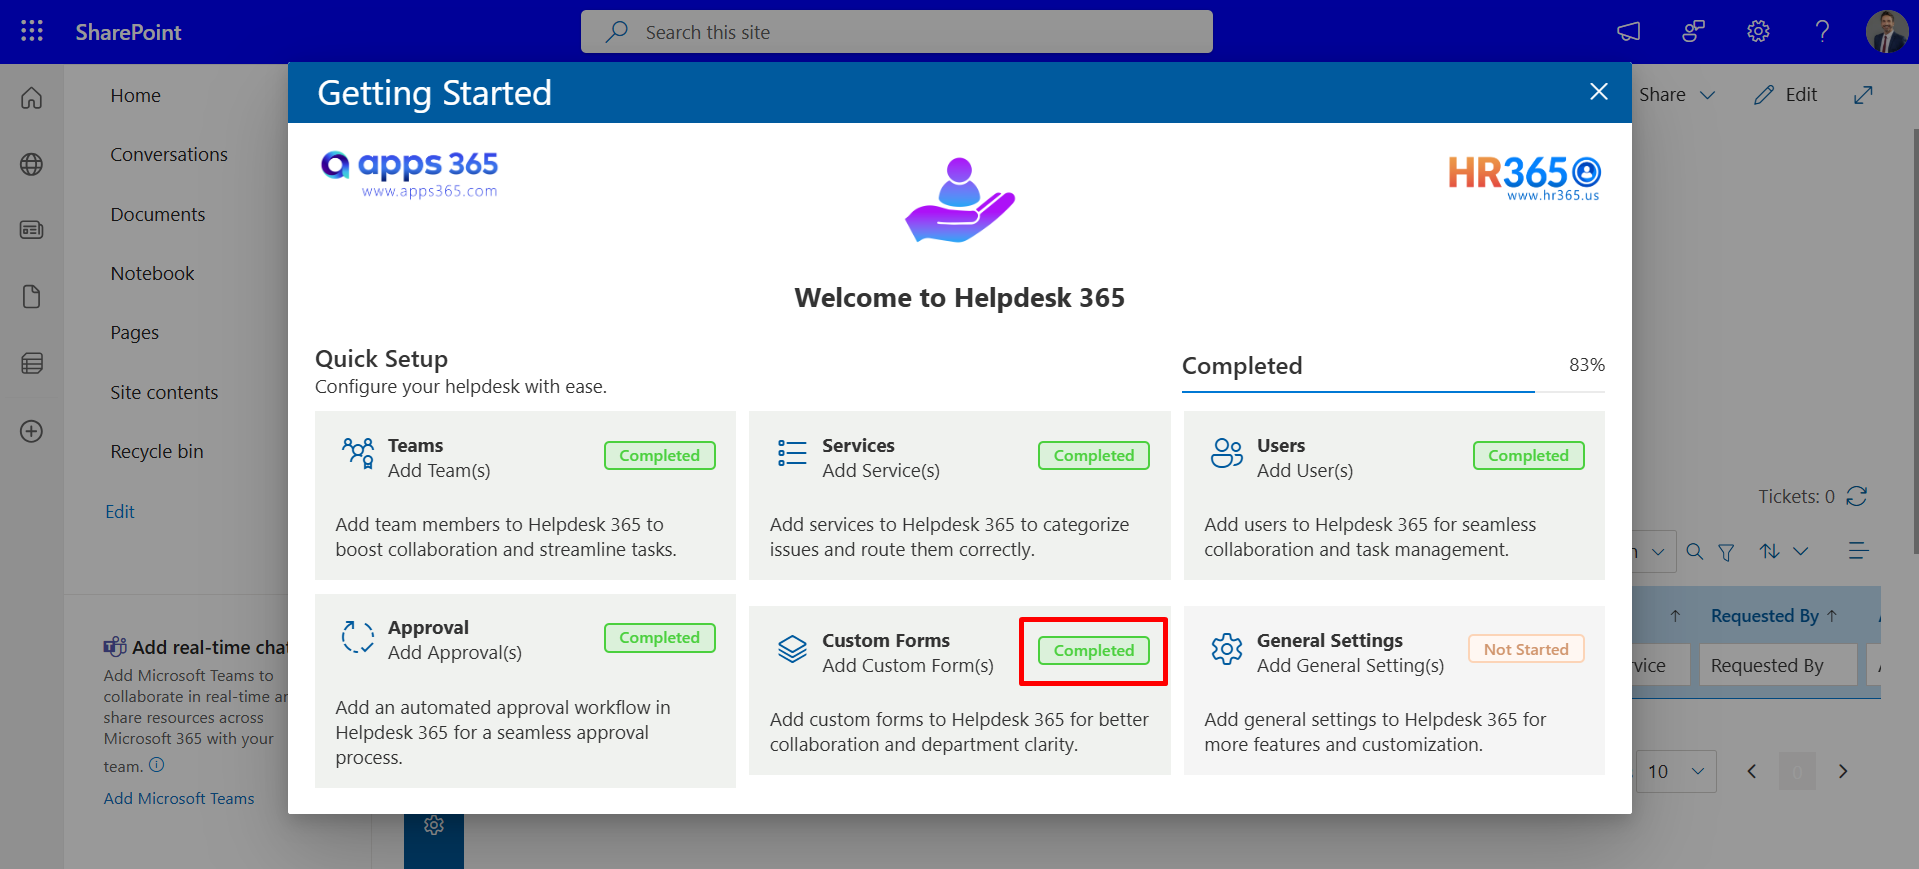 SharePoint
Search this site
Home
Conversations
Documents
Notebook
Pages
Site contents
Recycle bin
Edit
Add real-time chat
Add Microsoft Teams to
collaborate in real-time
share resources across
Microsoft 365 with your
team.
Add Microsoft Teams
Share
Edit
Getting Started
apps 365
www.apps365.com
HR365
www.hr365.us
Welcome to Helpdesk 365
Quick Setup
Configure your helpdesk with ease.
Completed
83%
Teams
Add Team(s)
Completed
Add team members to Helpdesk 365 to
boost collaboration and streamline tasks.
Services
Add Service(s)
Completed
Add services to Helpdesk 365 to categorize
issues and route them correctly.
Users
Add User(s)
Completed
Add users to Helpdesk 365 for seamless
collaboration and task management.
Approval
Add Approval(s)
Completed
Add an automated approval workflow in
Helpdesk 365 for a seamless approval
process.
Custom Forms
Add Custom Form(s)
Completed
Add custom forms to Helpdesk 365 for better
collaboration and department clarity.
General Settings
Add General Setting(s)
Not Started
Add general settings to Helpdesk 365 for
more features and customization.
Tickets: 0
Requested By
Requested By
10
0